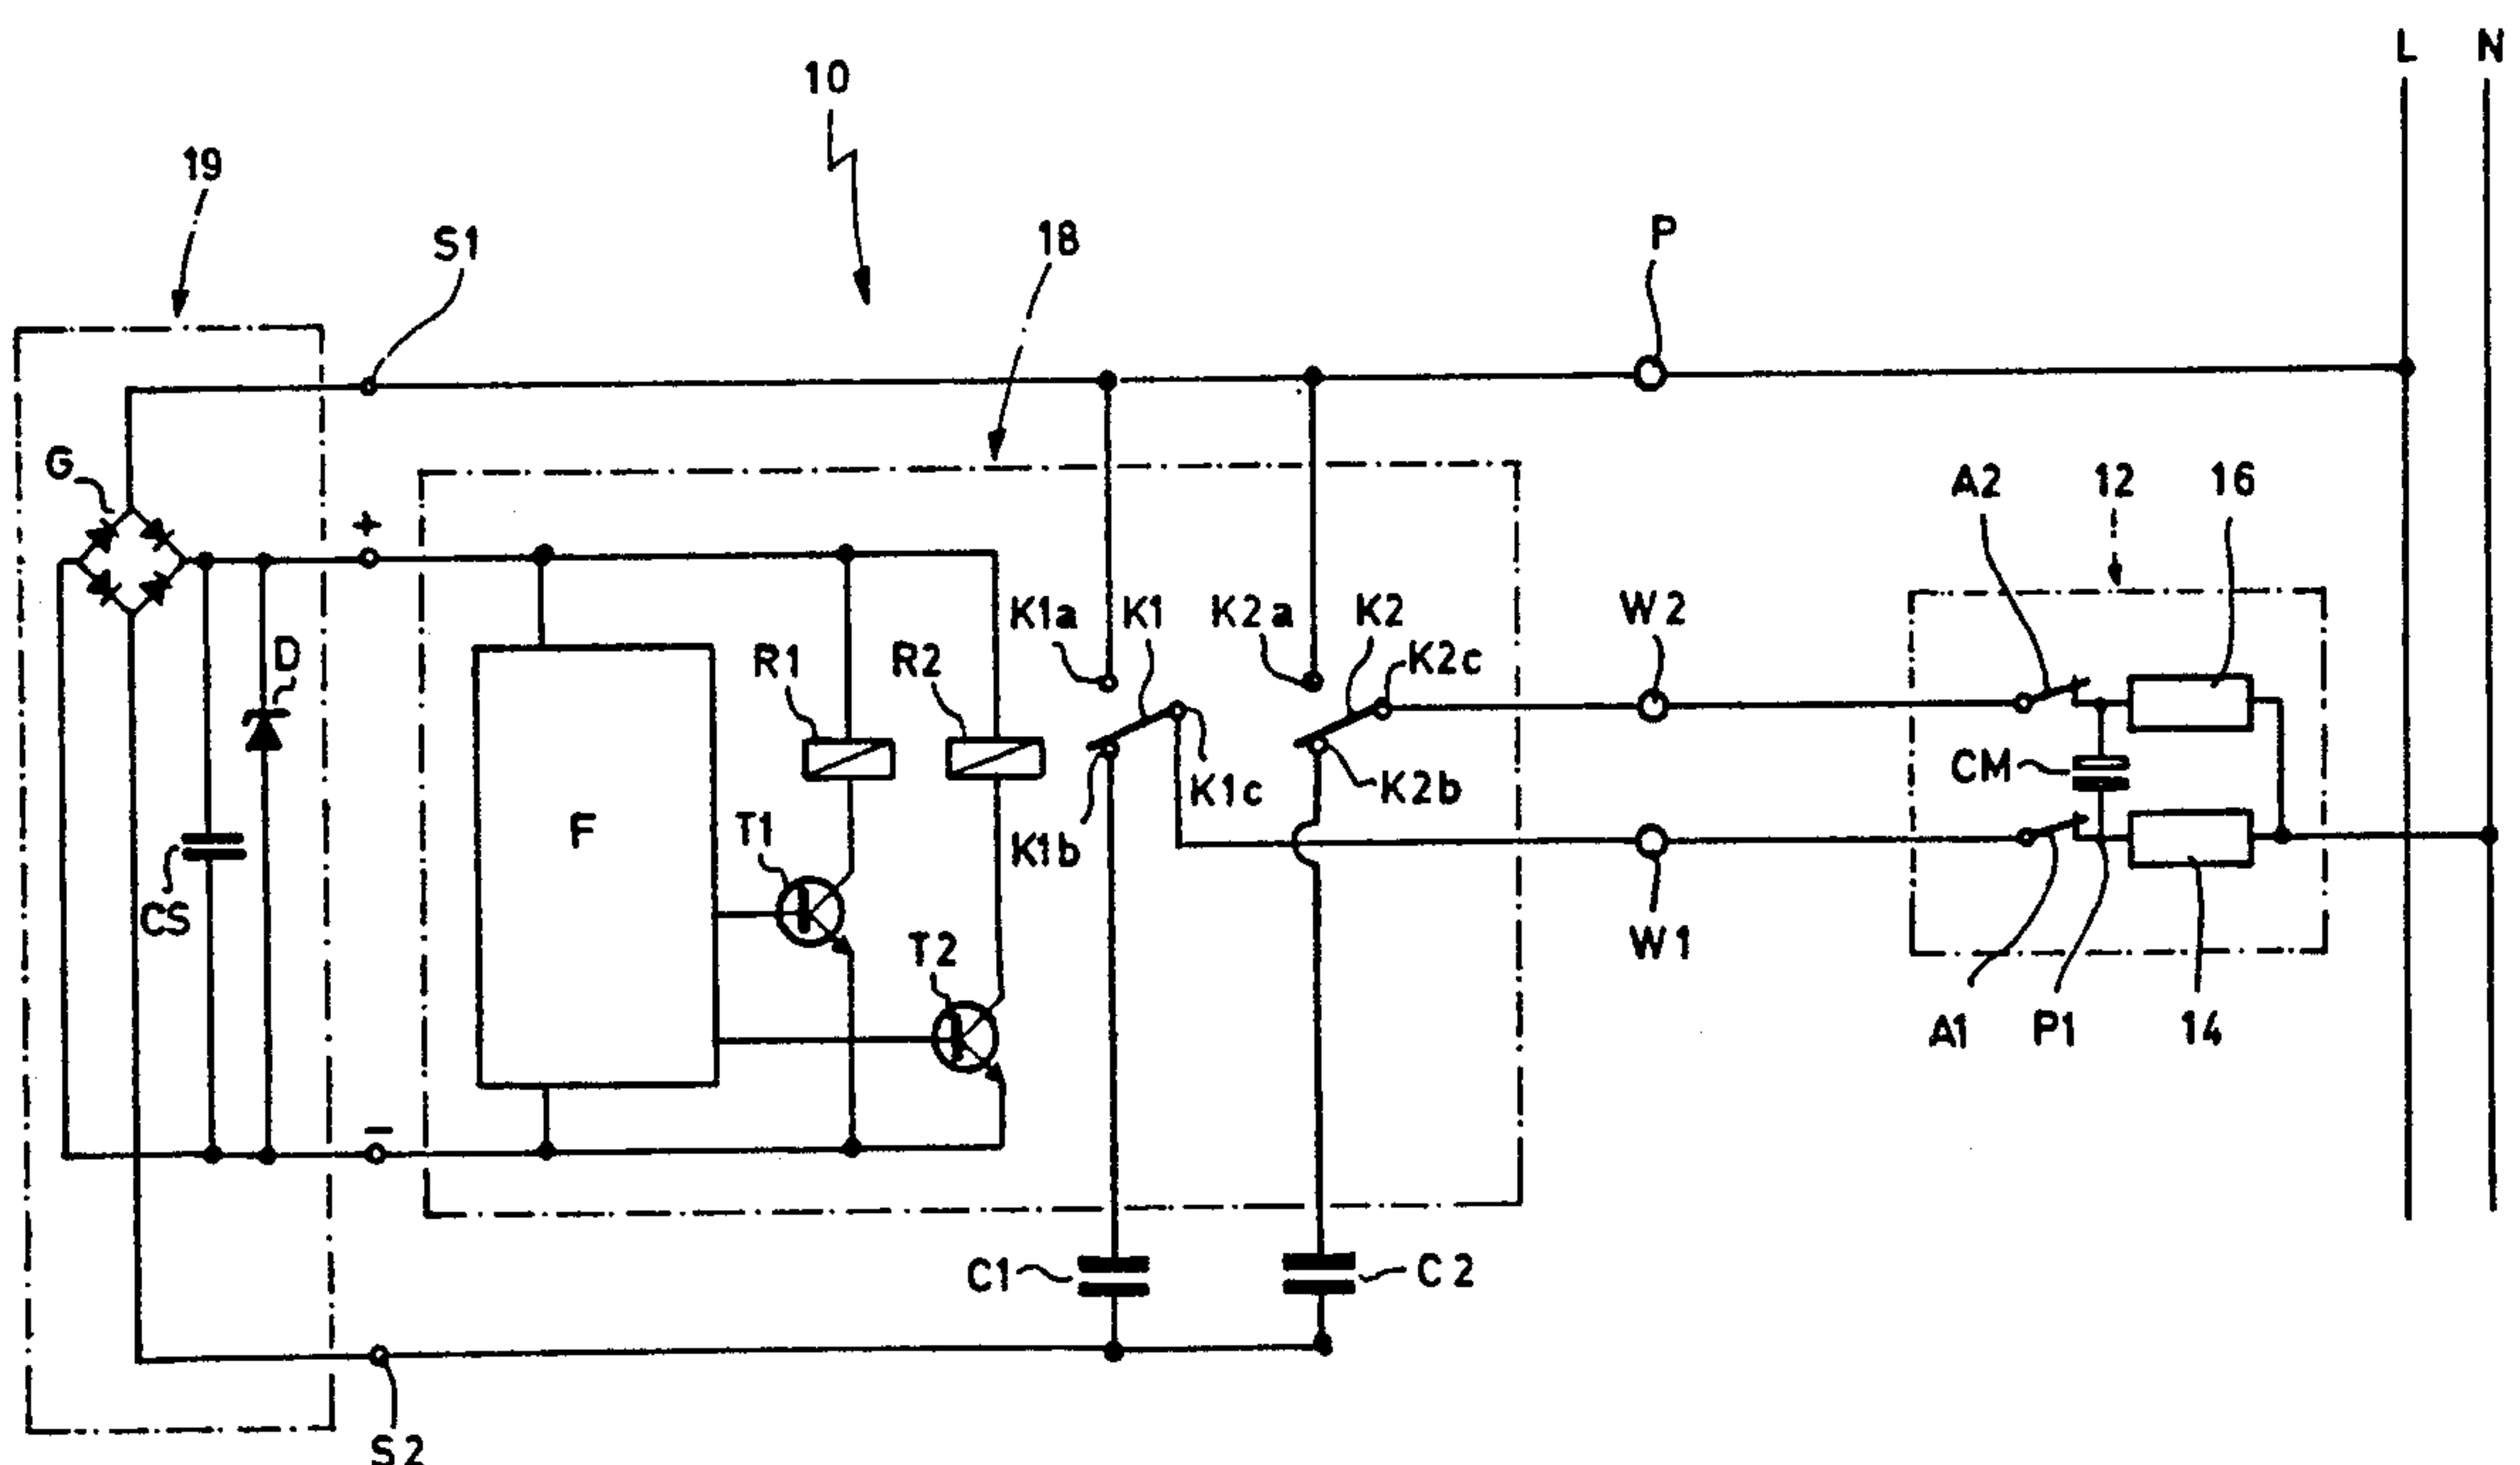 L N
10
19
S1
18
P
G
+
A2 12 16
K1a K1 K2a K2 W2
D
R1 R2 K2c
CM
K1c K2b
F T1 K1b
CS
T2 W1
A1 P1 14
−
C1 C2
S2